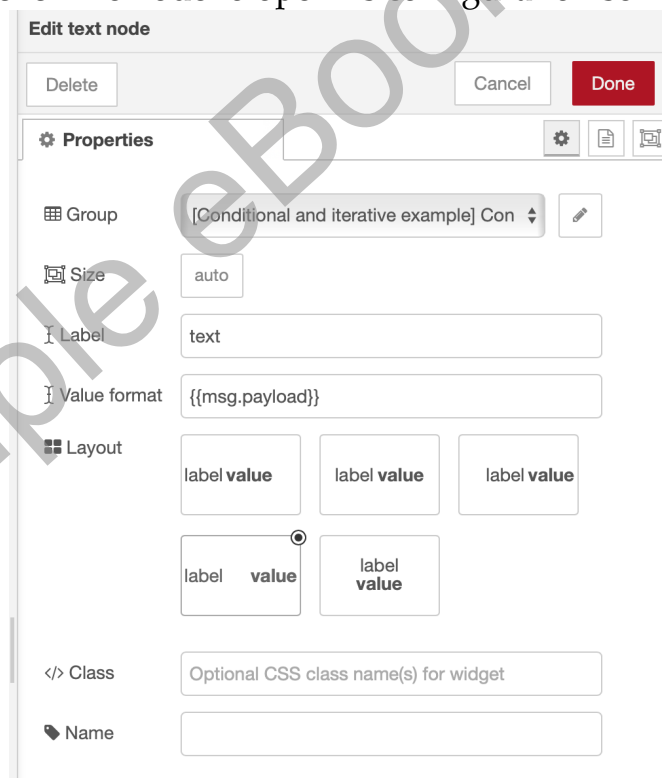 Edit text node
Delete Cancel Done
Properties
Group [Conditional and iterative example] Con
Size auto
Label text
Value format {{msg.payload}}
Layout
label value label value label value
label value label
value
</> Class Optional CSS class name(s) for widget
Name